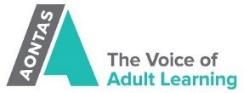 AONTAS
The Voice of
Adult Learning